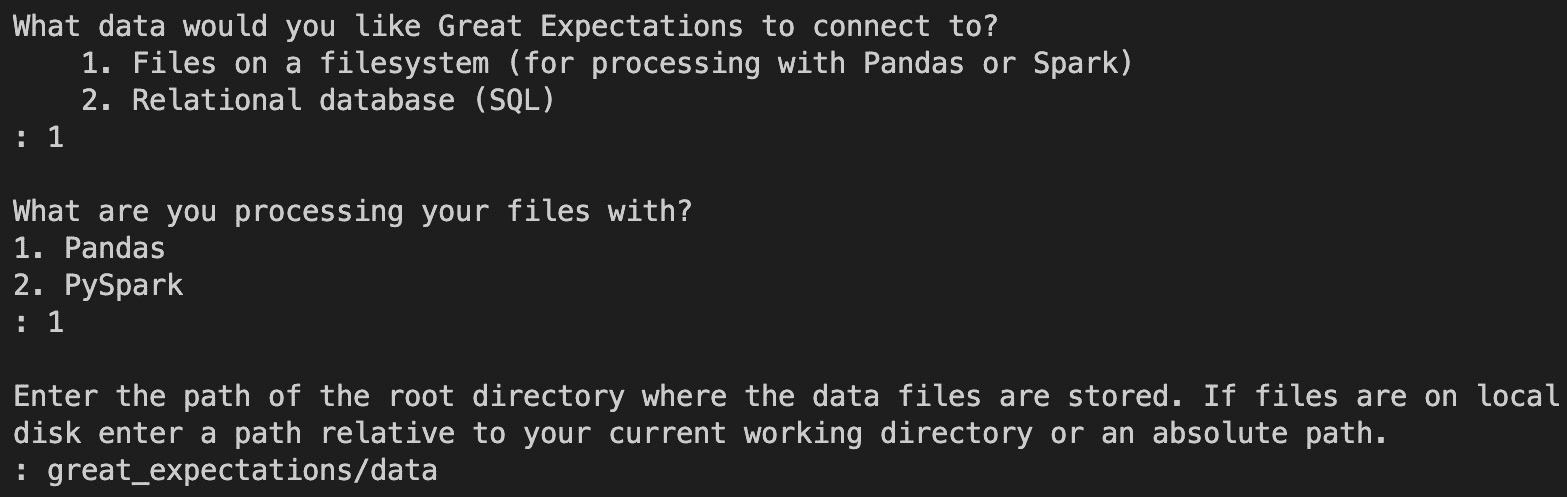 What data would you like Great Expectations to connect to?
    1. Files on a filesystem (for processing with Pandas or Spark)
    2. Relational database (SQL)
: 1

What are you processing your files with?
1. Pandas
2. PySpark
: 1

Enter the path of the root directory where the data files are stored. If files are on local
disk enter a path relative to your current working directory or an absolute path.
: great_expectations/data